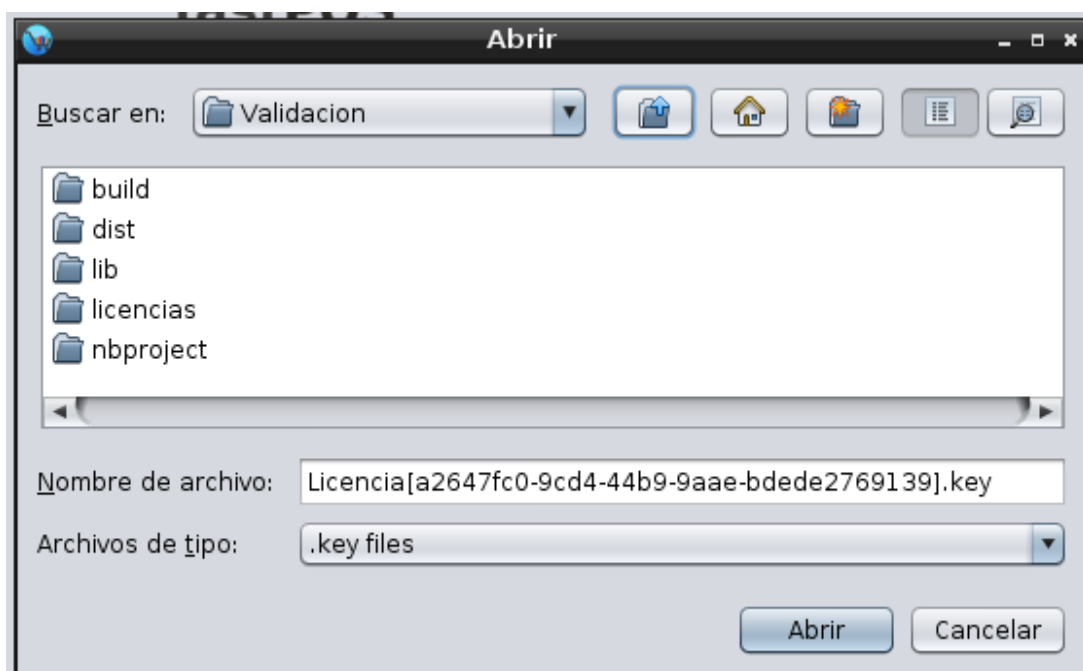 Abrir
Buscar en: Validacion
build
dist
lib
licencias
nbproject
Nombre de archivo: Licencia[a2647fc0-9cd4-44b9-9aae-bdede2769139].key
Archivos de tipo: .key files
Abrir Cancelar